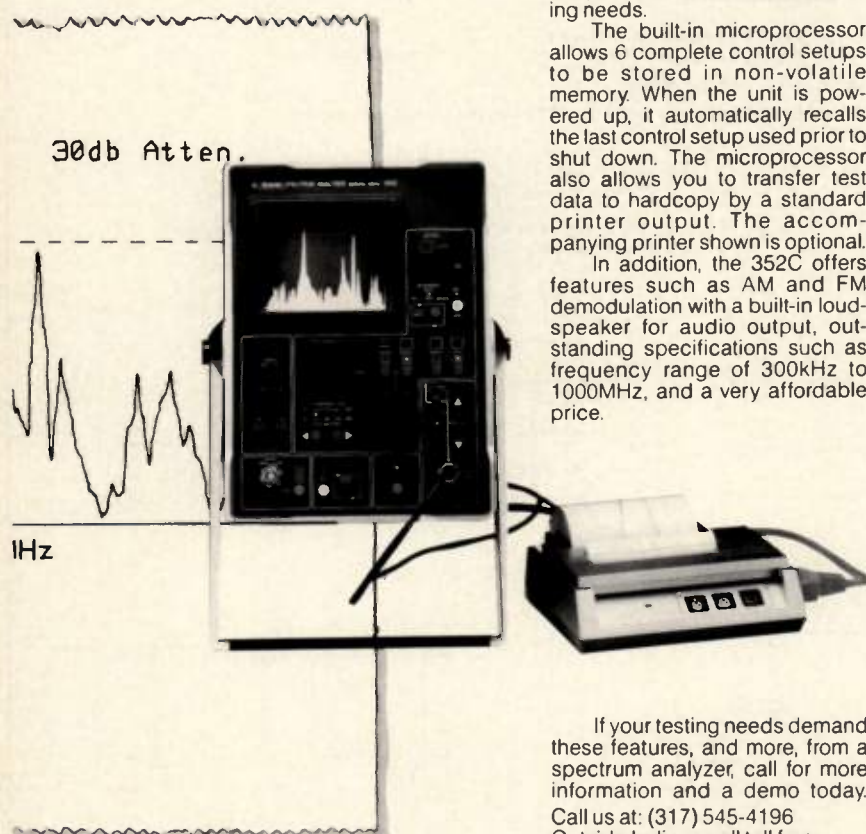 30db Atten.
1Hz
ing needs.
The built-in microprocessor
allows 6 complete control setups
to be stored in non-volatile
memory. When the unit is pow-
ered up, it automatically recalls
the last control setup used prior to
shut down. The microprocessor
also allows you to transfer test
data to hardcopy by a standard
printer output. The accom-
panying printer shown is optional.
In addition, the 352C offers
features such as AM and FM
demodulation with a built-in loud-
speaker for audio output, out-
standing specifications such as
frequency range of 300kHz to
1000MHz, and a very affordable
price.
If your testing needs demand
these features, and more, from a
spectrum analyzer, call for more
information and a demo today.
Call us at: (317) 545-4196